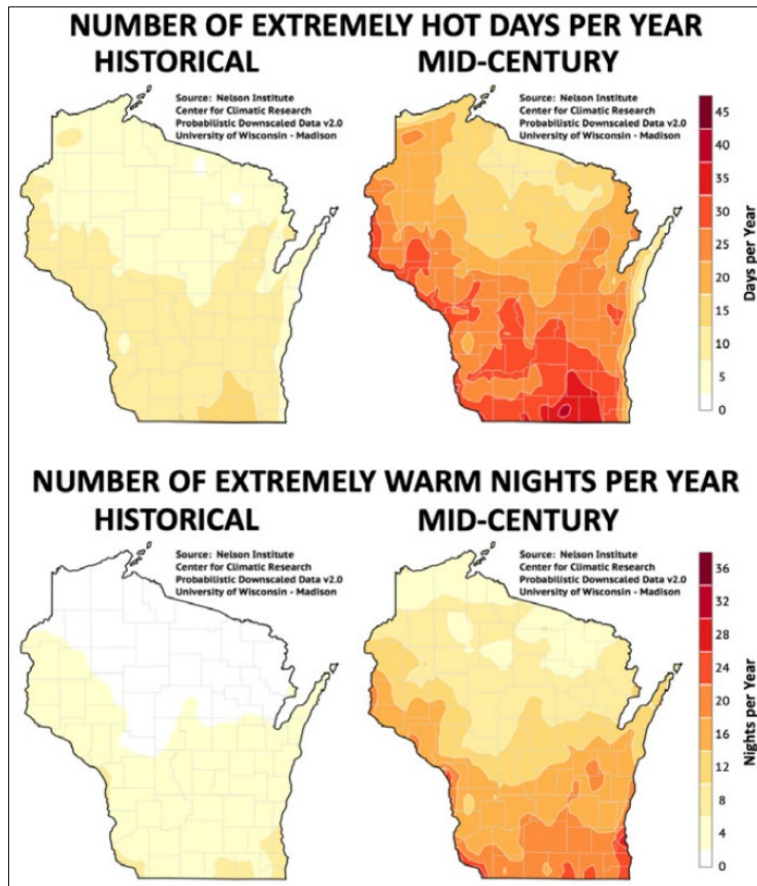 NUMBER OF EXTREMELY HOT DAYS PER YEAR
HISTORICAL
MID-CENTURY
Source: Nelson Institute
Center for Climatic Research
Probabilistic Downscaled Data v2.0
University of Wisconsin - Madison
Source: Nelson Institute
Center for Climatic Research
Probabilistic Downscaled Data v2.0
University of Wisconsin - Madison
45
40
35
30
25
20
15
10
5
0
Days per Year
NUMBER OF EXTREMELY WARM NIGHTS PER YEAR
HISTORICAL
MID-CENTURY
Source: Nelson Institute
Center for Climatic Research
Probabilistic Downscaled Data v2.0
University of Wisconsin - Madison
Source: Nelson Institute
Center for Climatic Research
Probabilistic Downscaled Data v2.0
University of Wisconsin - Madison
36
32
28
24
20
16
12
8
4
0
Nights per Year